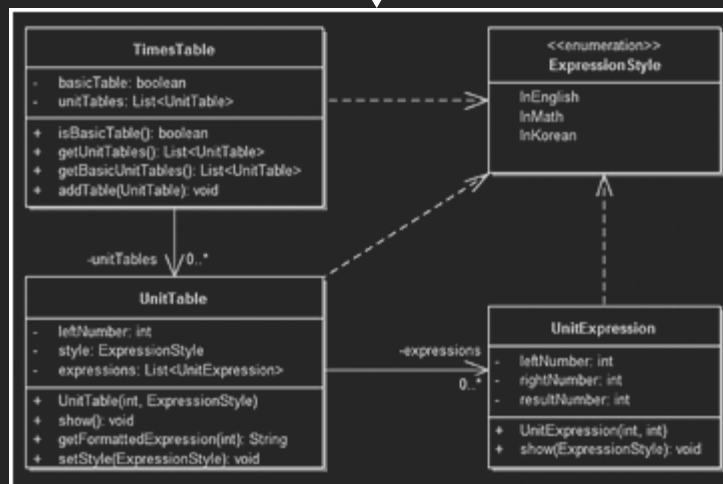 TimesTable
- basicTable: boolean
- unitTables: List<UnitTable>
+ isBasicTable(): boolean
+ getUnitTables(): List<UnitTable>
+ getBasicUnitTables(): List<UnitTable>
+ addTable(UnitTable): void
<<enumeration>>
ExpressionStyle
InEnglish
InMath
InKorean
-unitTables
0..*
UnitTable
- leftNumber: int
- style: ExpressionStyle
- expressions: List<UnitExpression>
+ UnitTable(int, ExpressionStyle)
+ show(): void
+ getFormattedExpression(int): String
+ setStyle(ExpressionStyle): void
-expressions
0..*
UnitExpression
- leftNumber: int
- rightNumber: int
- resultNumber: int
+ UnitExpression(int, int)
+ show(ExpressionStyle): void